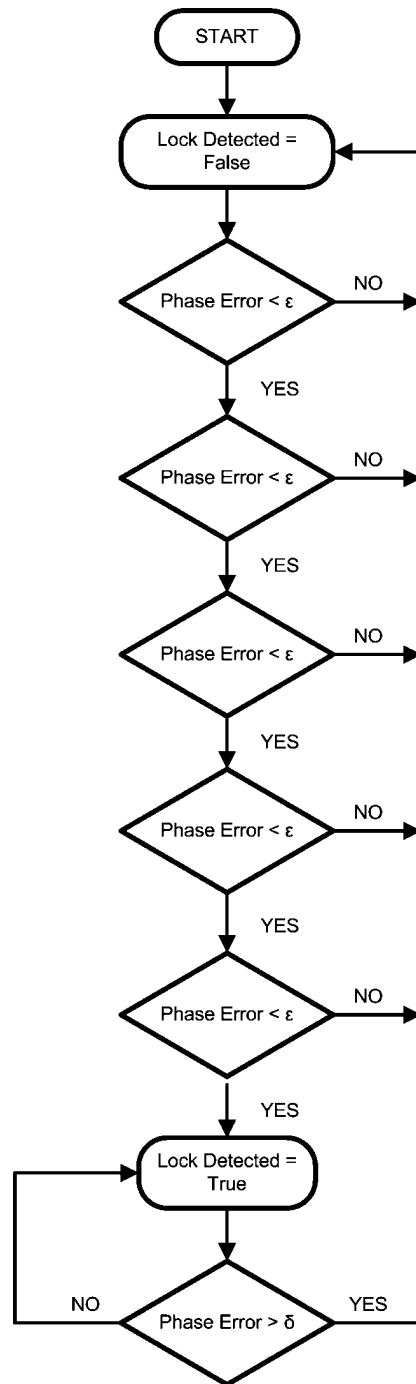 START
Lock Detected =
False
Phase Error < ε
NO
YES
Phase Error < ε
NO
YES
Phase Error < ε
NO
YES
Phase Error < ε
NO
YES
Phase Error < ε
NO
YES
Lock Detected =
True
NO
Phase Error > δ
YES